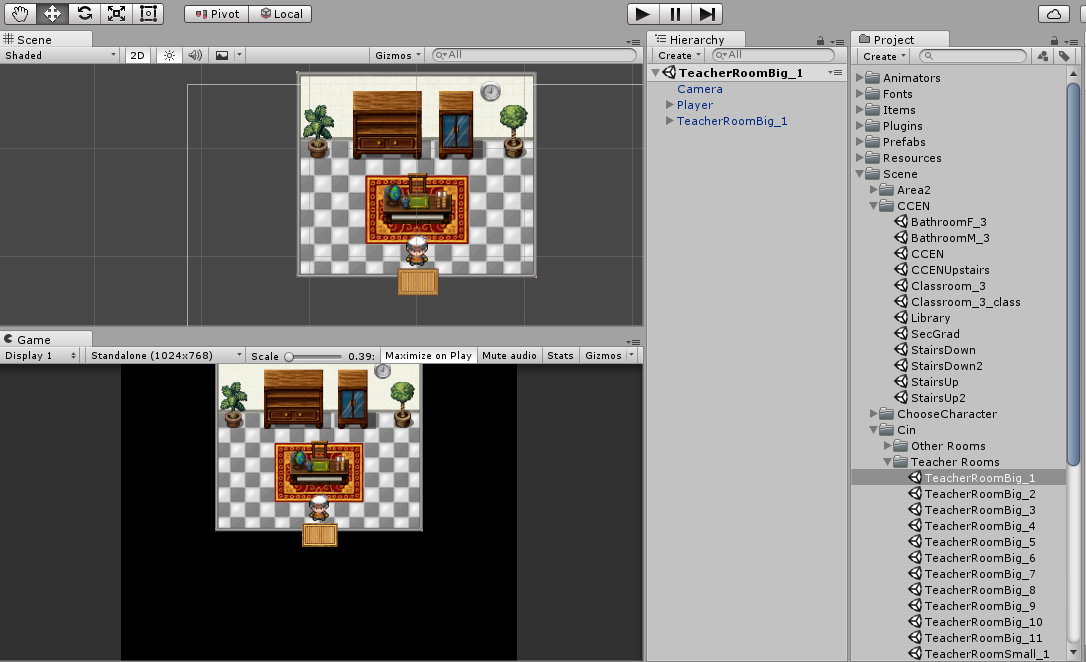 Pivot Local
Scene
Shaded 2D Gizmos All
Game
Display 1 Standalone (1024x768) Scale 0.39: Maximize on Play Mute audio Stats Gizmos
Hierarchy
Create All
TeacherRoomBig_1
Camera
Player
TeacherRoomBig_1
Project
Create
Animators
Fonts
Items
Plugins
Prefabs
Resources
Scene
Area2
CCEN
BathroomF_3
BathroomM_3
CCEN
CCENUpstairs
Classroom_3
Classroom_3_class
Library
SecGrad
StairsDown
StairsDown2
StairsUp
StairsUp2
ChooseCharacter
Cin
Other Rooms
Teacher Rooms
TeacherRoomBig_1
TeacherRoomBig_2
TeacherRoomBig_3
TeacherRoomBig_4
TeacherRoomBig_5
TeacherRoomBig_6
TeacherRoomBig_7
TeacherRoomBig_8
TeacherRoomBig_9
TeacherRoomBig_10
TeacherRoomBig_11
TeacherRoomSmall_1